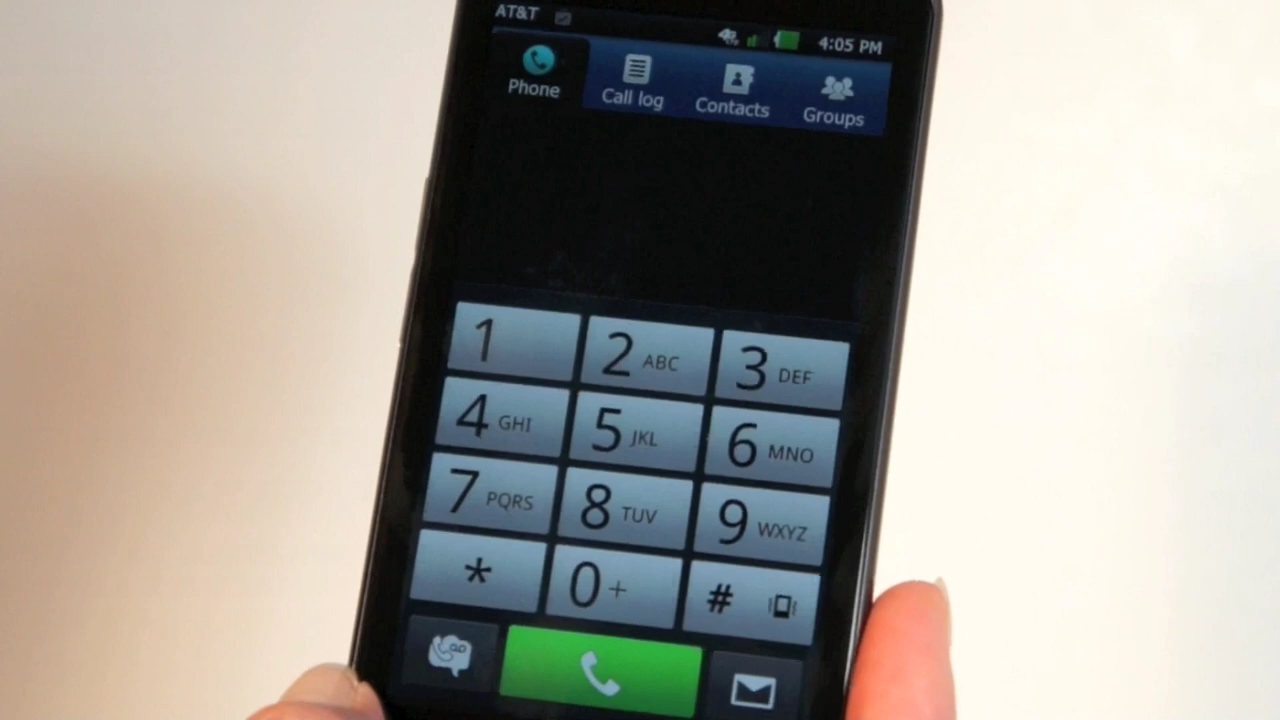 AT&T
4G 4:05 PM
Phone Call log Contacts Groups
1 2 ABC 3 DEF
4 GHI 5 JKL 6 MNO
7 PQRS 8 TUV 9 WXYZ
* 0 + #